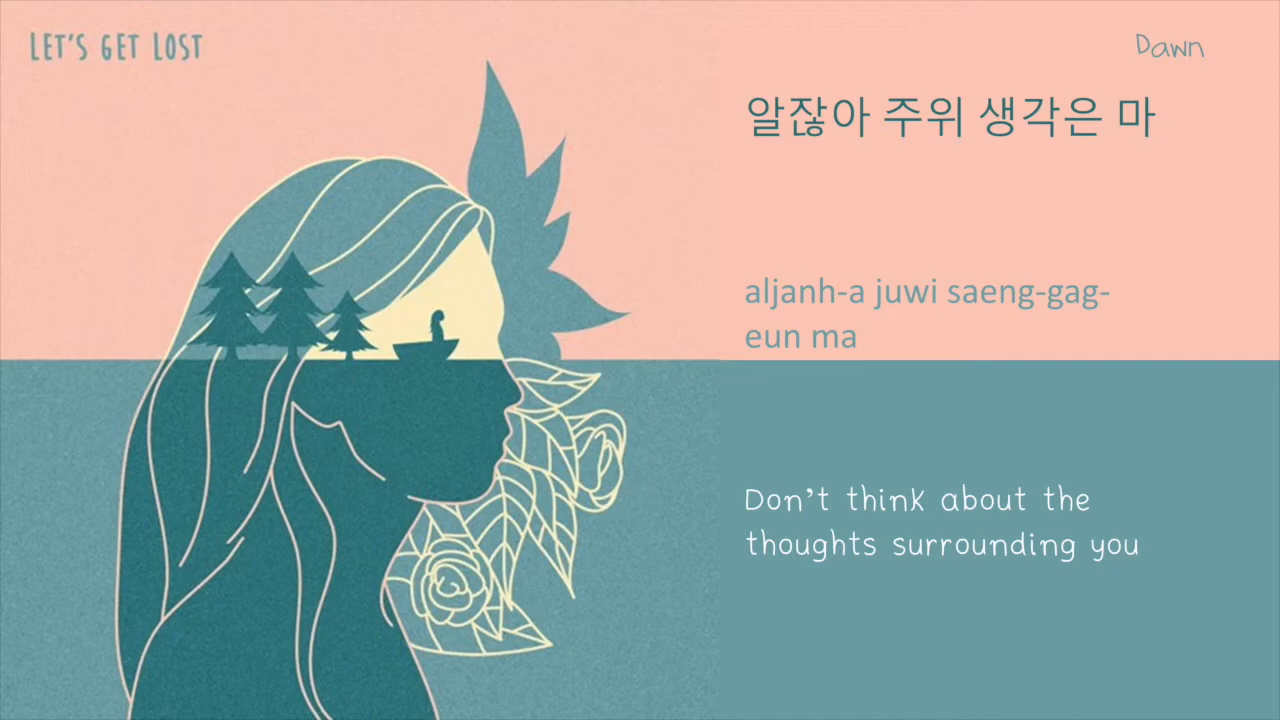 LET'S GET LOST
Dawn
알잖아 주위 생각은 마
aljanh-a juwi saeng-gag-
eun ma
Don't think about the
thoughts surrounding you